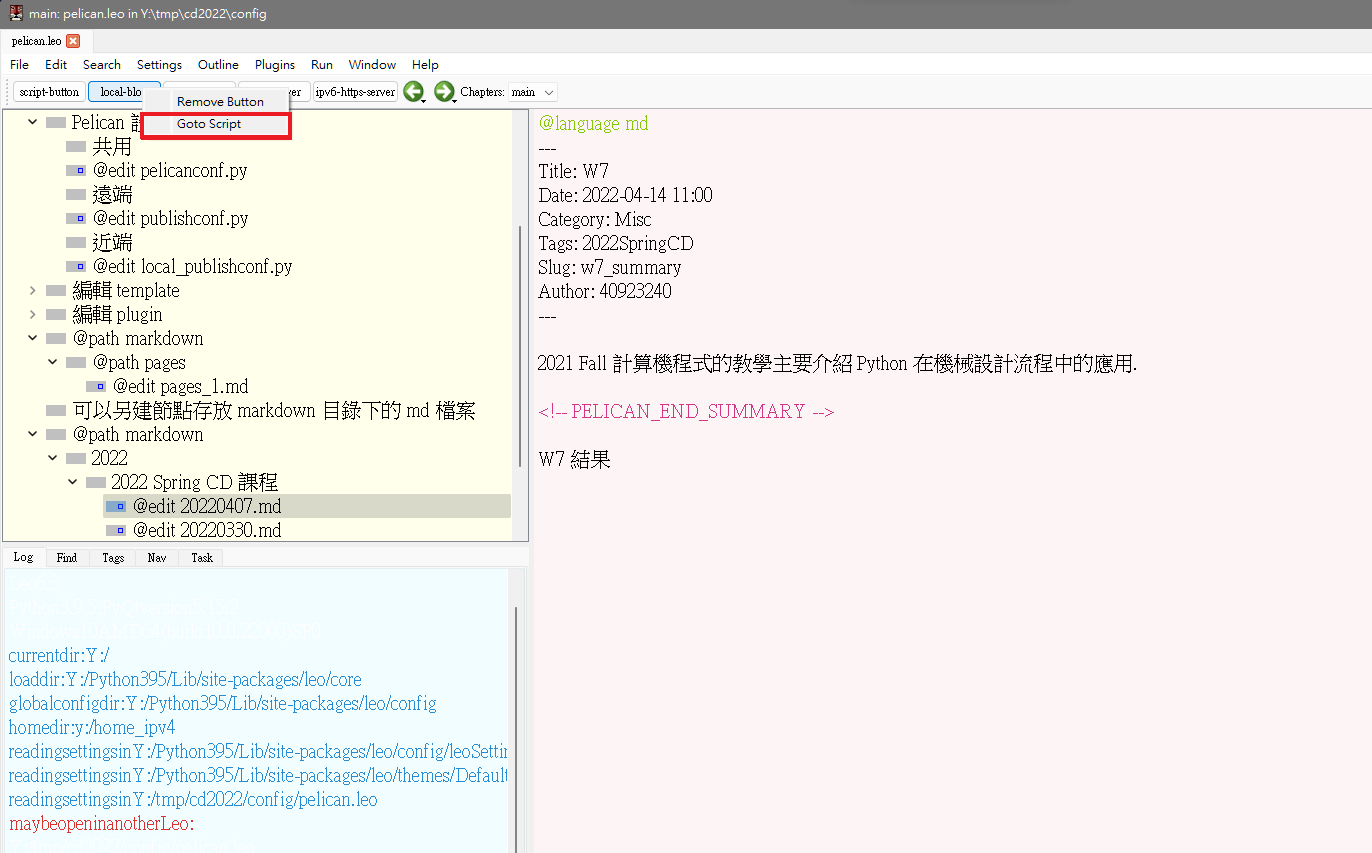 main: pelican.leo in Y:\tmp\cd2022\config
pelican.leo
File Edit Search Settings Outline Plugins Run Window Help
script-button local-blo ver ipv6-https-server Chapters: main
Remove Button
Goto Script
Pelican
共用
@edit pelicanconf.py
遠端
@edit publishconf.py
近端
@edit local_publishconf.py
編輯 template
編輯 plugin
@path markdown
@path pages
@edit pages_1.md
可以另建節點存放 markdown 目錄下的 md 檔案
@path markdown
2022
2022 Spring CD 課程
@edit 20220407.md
@edit 20220330.md
@language md
---
Title: W7
Date: 2022-04-14 11:00
Category: Misc
Tags: 2022SpringCD
Slug: w7_summary
Author: 40923240
---
2021 Fall 計算機程式的教學主要介紹 Python 在機械設計流程中的應用.
<!-- PELICAN_END_SUMMARY -->
W7 結果
Log Find Tags Nav Task
currentdir:Y:/
loaddir:Y:/Python395/Lib/site-packages/leo/core
globalconfigdir:Y:/Python395/Lib/site-packages/leo/config
homedir:y:/home_ipv4
readingsettingsinY:/Python395/Lib/site-packages/leo/config/leoSettin
readingsettingsinY:/Python395/Lib/site-packages/leo/themes/Default
readingsettingsinY:/tmp/cd2022/config/pelican.leo
maybeopeninanotherLeo: